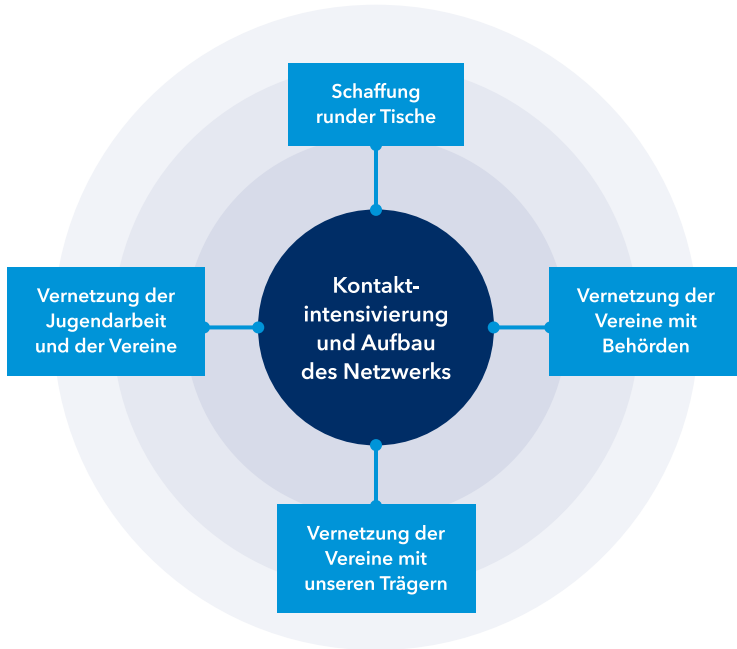 Schaffung
runder Tische
Vernetzung der
Jugendarbeit
und der Vereine
Kontakt-
intensivierung
und Aufbau
des Netzwerks
Vernetzung der
Vereine mit
Behörden
Vernetzung der
Vereine mit
unseren Trägern